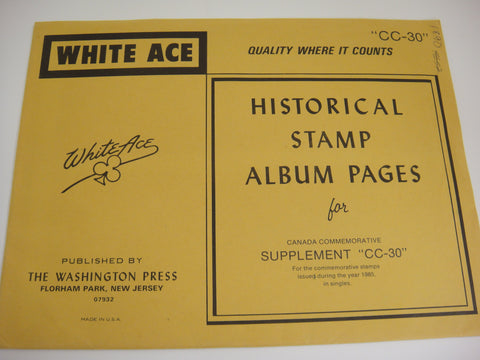 WHITE ACE
"CC-30"
QUALITY WHERE IT COUNTS
White Ace
HISTORICAL
STAMP
ALBUM PAGES
for
CANADA COMMEMORATIVE
SUPPLEMENT "CC-30"
For the commemorative stamps
issued during the year 1985,
in singles.
PUBLISHED BY
THE WASHINGTON PRESS
FLORHAM PARK, NEW JERSEY
07932
MADE IN U.S.A.